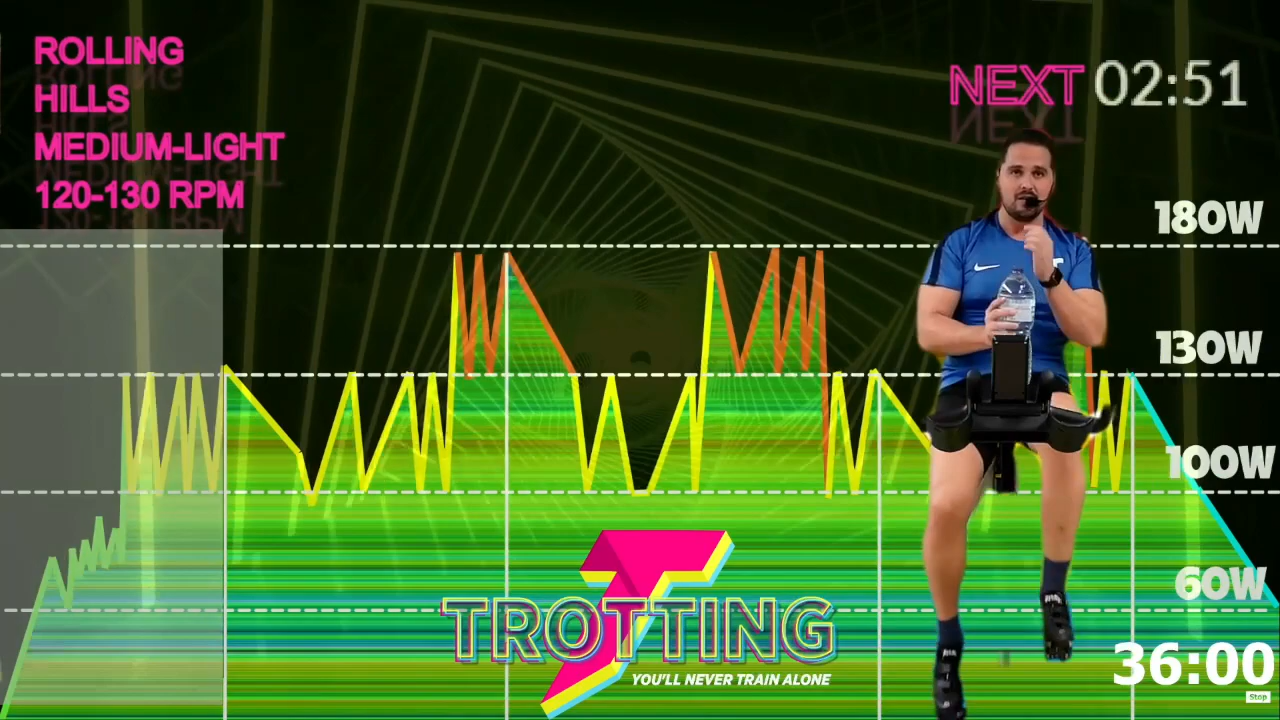 ROLLING
HILLS
MEDIUM-LIGHT
120-130 RPM
NEXT 02:51
180W
130W
100W
60W
TROTTING
YOU'LL NEVER TRAIN ALONE
36:00
Stop